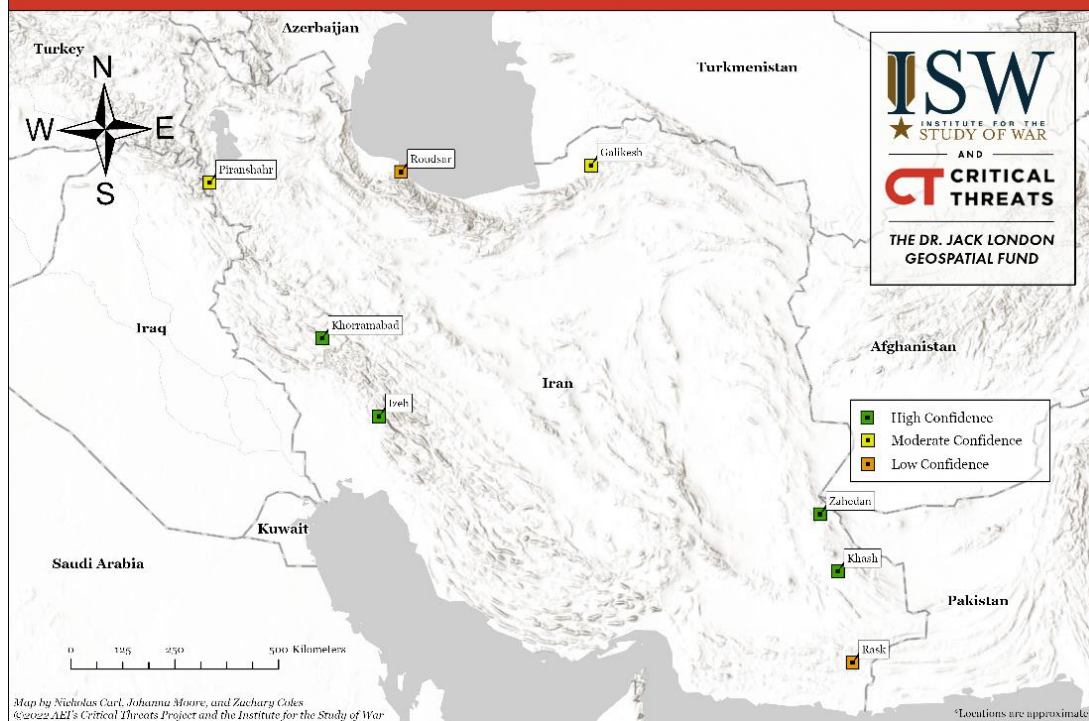 Azerbaijan
Turkey
Turkmenistan
N
W E
S
ISW
INSTITUTE FOR THE
STUDY OF WAR
AND
CT CRITICAL
THREATS
THE DR. JACK LONDON
GEOSPATIAL FUND
Piranshahr
Roudsar
Galikesh
Iraq
Khorramabad
Afghanistan
Iran
Izeh
High Confidence
Moderate Confidence
Low Confidence
Zahedan
Kuwait
Khash
Saudi Arabia
Pakistan
Rask
0 125 250 500 Kilometers
Map by Nicholas Carl, Johanna Moore, and Zachary Coles
©2022 AEI's Critical Threats Project and the Institute for the Study of War
*Locations are approximate